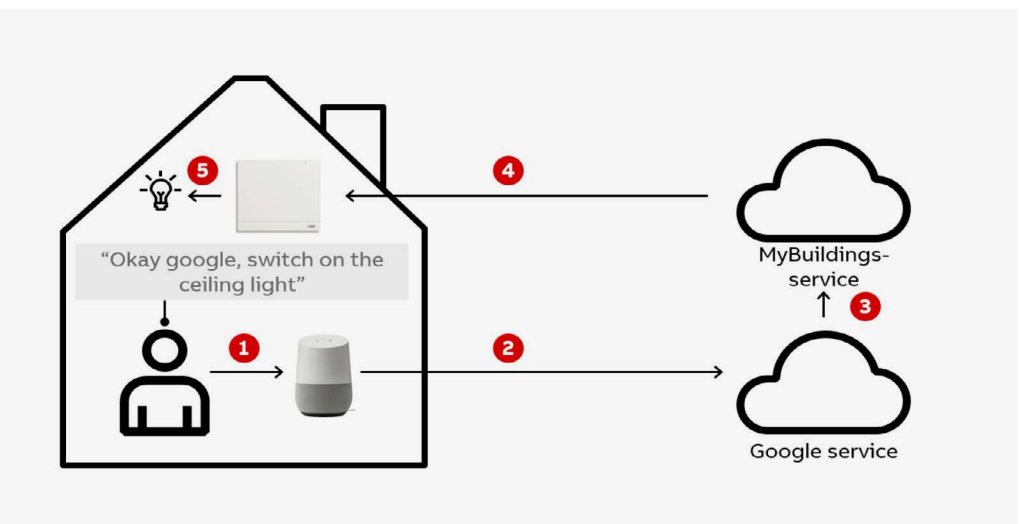 5
4
“Okay google, switch on the
ceiling light”
MyBuildings-
service
3
1
2
Google service